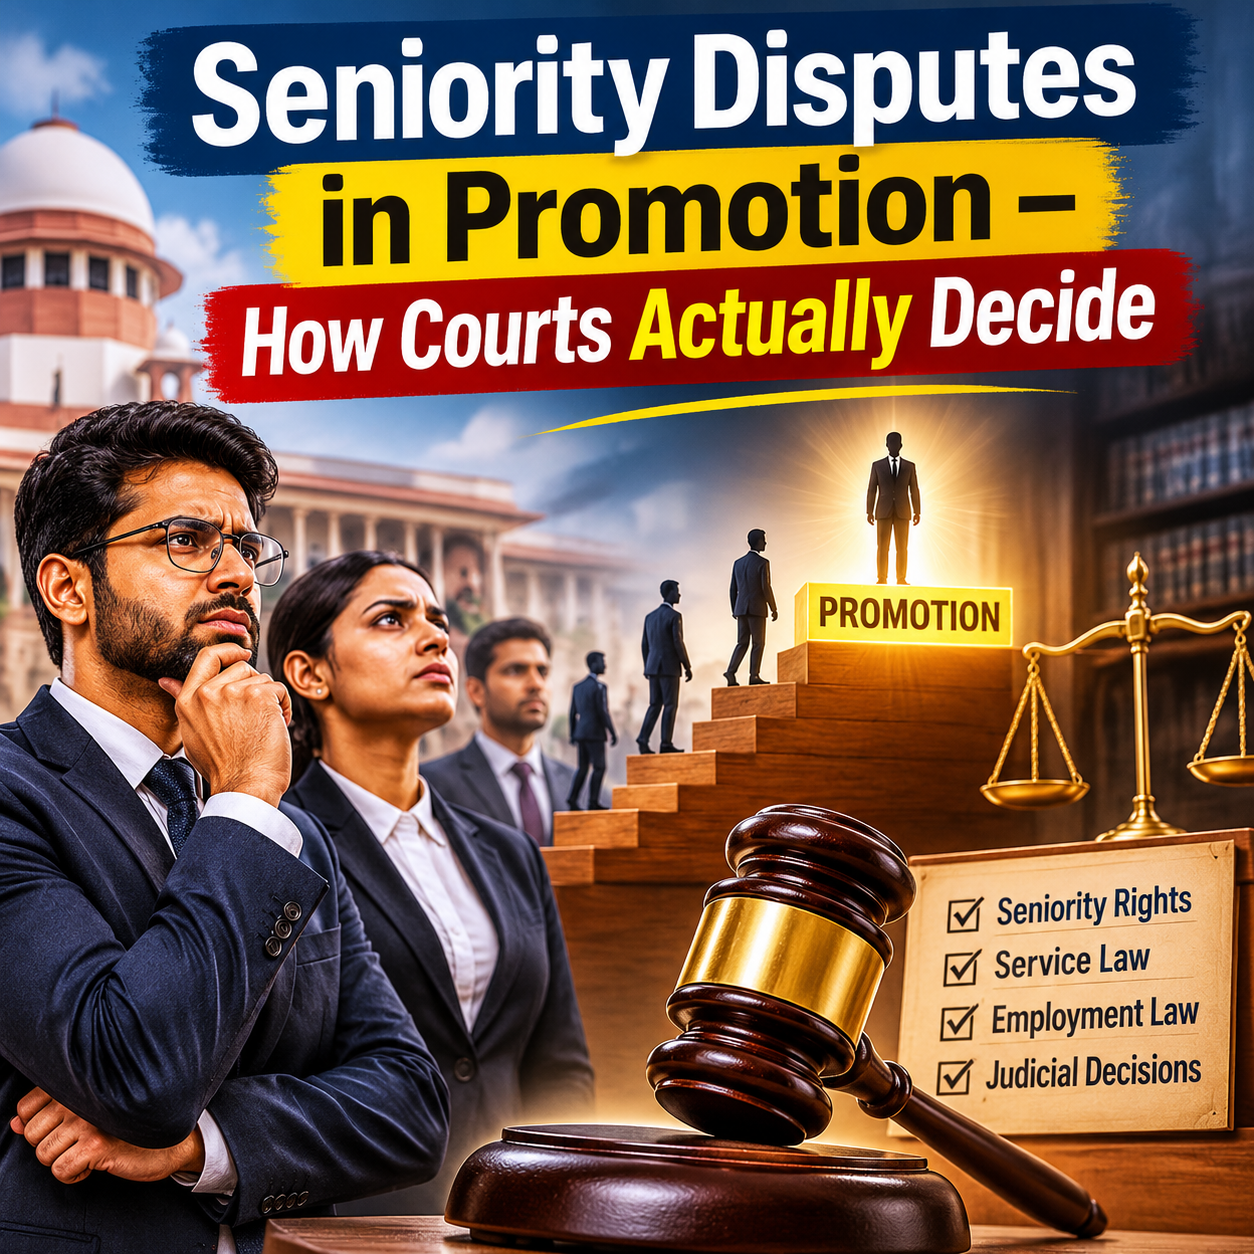 Seniority Disputes
in Promotion –
How Courts Actually Decide
PROMOTION
Seniority Rights
Service Law
Employment Law
Judicial Decisions